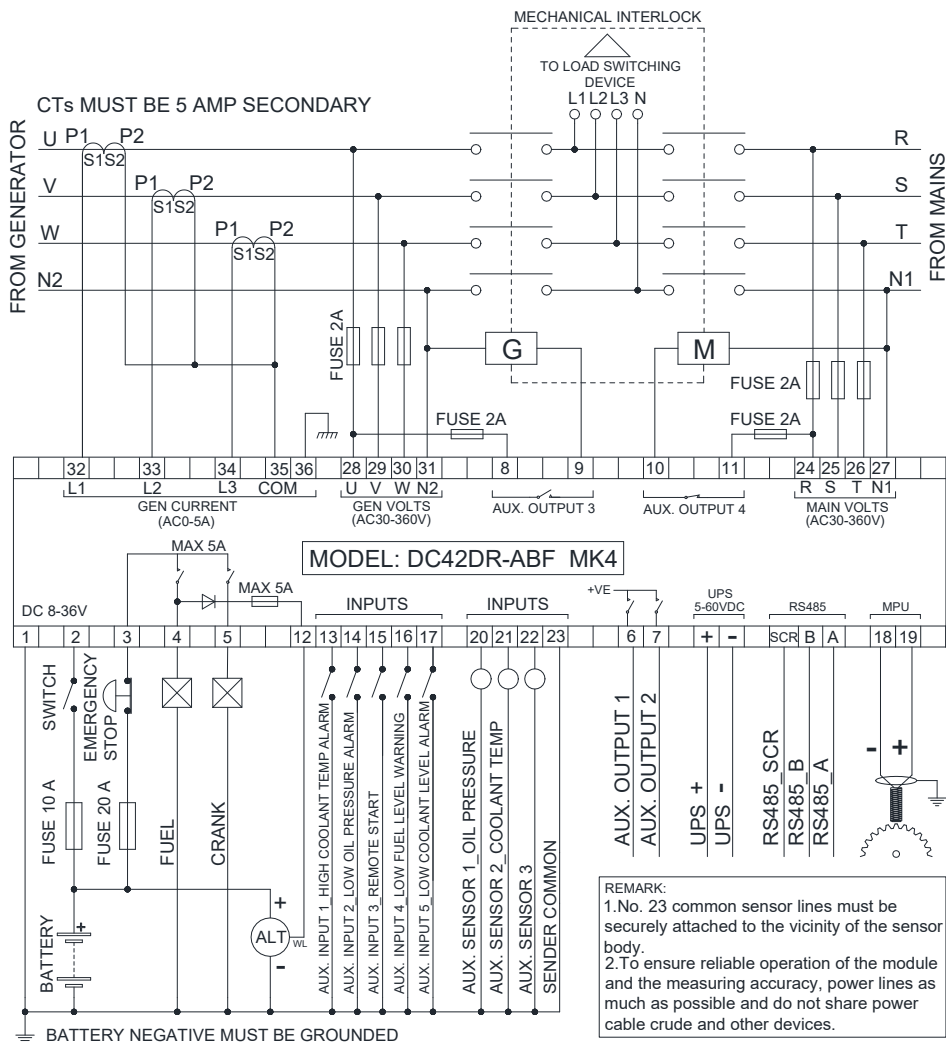 MECHANICAL INTERLOCK
TO LOAD SWITCHING
DEVICE
L1 L2 L3 N
CTs MUST BE 5 AMP SECONDARY
FROM GENERATOR
U P1 P2
S1 S2
V P1 P2
S1 S2
W P1 P2
S1 S2
N2
R
S
T
N1
FROM MAINS
FUSE 2A
G
M
FUSE 2A
FUSE 2A
FUSE 2A
32 33 34 35 36 28 29 30 31 8 9 10 11 24 25 26 27
L1 L2 L3 COM
GEN CURRENT
(AC0-5A)
U V W N2
GEN VOLTS
(AC30-360V)
AUX. OUTPUT 3
AUX. OUTPUT 4
R S T N1
MAIN VOLTS
(AC30-360V)
MAX 5A
MAX 5A
MODEL: DC42DR-ABF MK4
DC 8-36V
INPUTS
INPUTS
+VE
UPS
5-60VDC
RS485
MPU
1 2 3 4 5 12 13 14 15 16 17 20 21 22 23 6 7 + - SCR B A 18 19
SWITCH
EMERGENCY
STOP
FUSE 10 A
FUSE 20 A
FUEL
CRANK
BATTERY
+
+
ALT
WL
-
AUX. INPUT 1_HIGH COOLANT TEMP ALARM
AUX. INPUT 2_LOW OIL PRESSURE ALARM
AUX. INPUT 3_REMOTE START
AUX. INPUT 4_LOW FUEL LEVEL WARNING
AUX. INPUT 5_LOW COOLANT LEVEL ALARM
AUX. SENSOR 1_OIL PRESSURE
AUX. SENSOR 2_COOLANT TEMP
AUX. SENSOR 3
SENDER COMMON
AUX. OUTPUT 1
AUX. OUTPUT 2
UPS +
UPS -
RS485_SCR
RS485_B
RS485_A
- +
REMARK:
1.No. 23 common sensor lines must be
securely attached to the vicinity of the sensor
body.
2.To ensure reliable operation of the module
and the measuring accuracy, power lines as
much as possible and do not share power
cable crude and other devices.
BATTERY NEGATIVE MUST BE GROUNDED